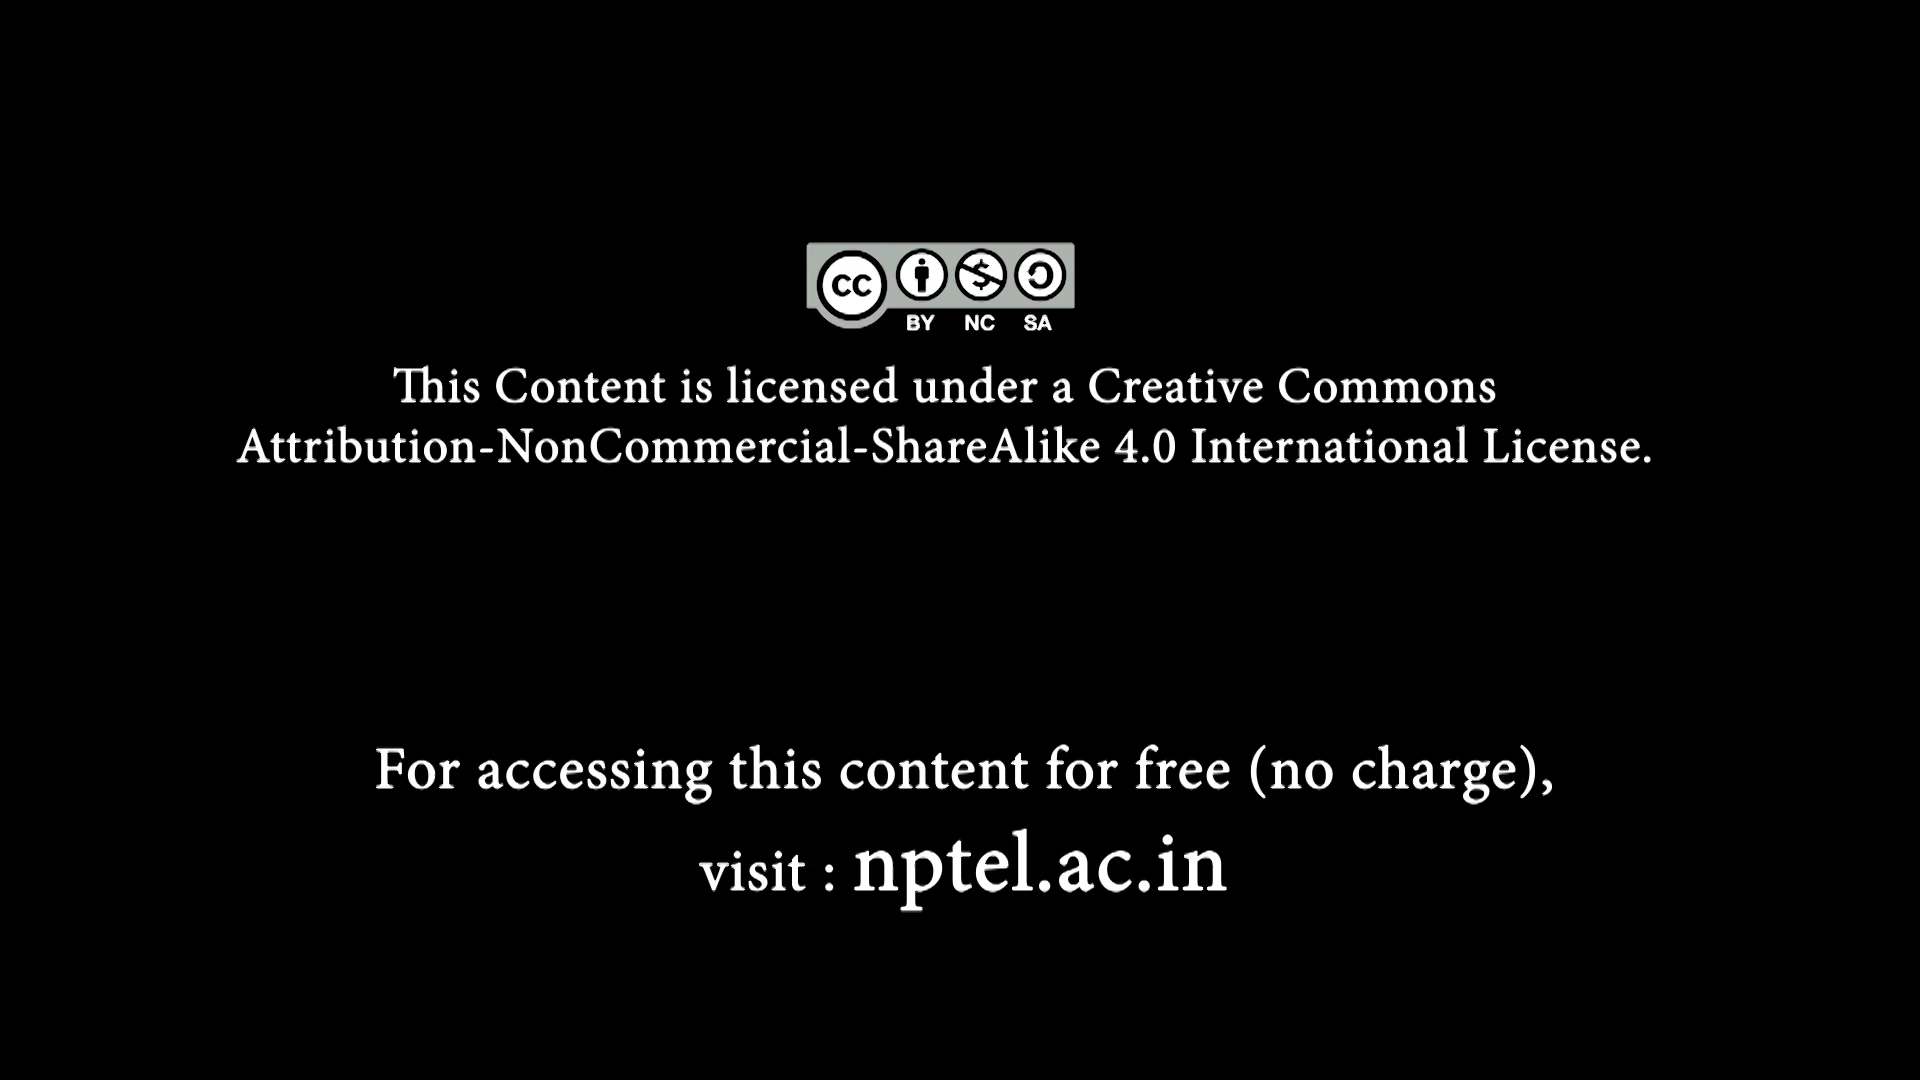 CC BY NC SA
This Content is licensed under a Creative Commons
Attribution-NonCommercial-ShareAlike 4.0 International License.
For accessing this content for free (no charge),
visit : nptel.ac.in